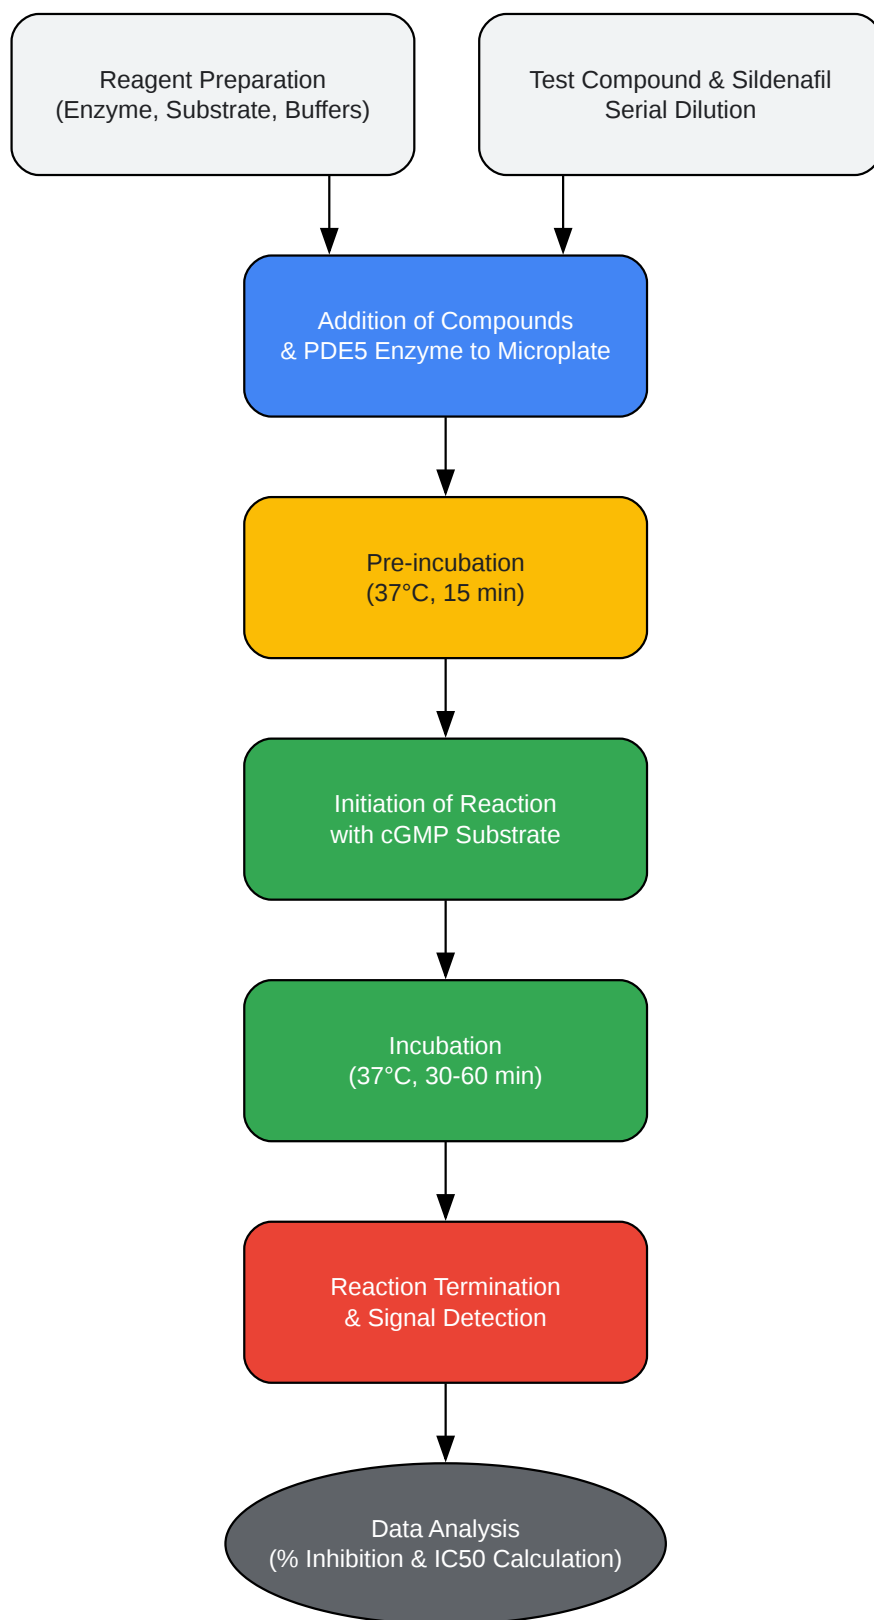 Reagent Preparation
(Enzyme, Substrate, Buffers)
Test Compound & Sildenafil
Serial Dilution
Addition of Compounds
& PDE5 Enzyme to Microplate
Pre-incubation
(37°C, 15 min)
Initiation of Reaction
with cGMP Substrate
Incubation
(37°C, 30-60 min)
Reaction Termination
& Signal Detection
Data Analysis
(% Inhibition & IC50 Calculation)